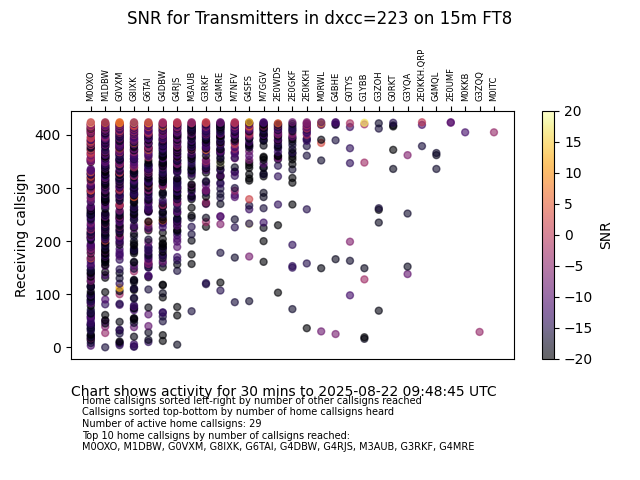 SNR for Transmitters in dxcc=223 on 15m FT8
M0OXO M1DBW G0VXM G8IXK G6TAI G4DBW G4RJS M3AUB G3RKF G4MRE M7NFV G4SFS M7GGV 2E0WDS 2E0GKF 2E0KKH M0RWL G4BHE G0TYS G1YBB G3ZOH G0RKT G3YQA 2E0KKH.QRP G4MQL 2E0UMF M0KKB G3ZQQ M0ITC
Receiving callsign
400
300
200
100
0
20
15
10
5
0
−5
−10
−15
−20
SNR
Chart shows activity for 30 mins to 2025-08-22 09:48:45 UTC
Home callsigns sorted left-right by number of other callsigns reached
Callsigns sorted top-bottom by number of home callsigns heard
Number of active home callsigns: 29
Top 10 home callsigns by number of callsigns reached:
M0OXO, M1DBW, G0VXM, G8IXK, G6TAI, G4DBW, G4RJS, M3AUB, G3RKF, G4MRE